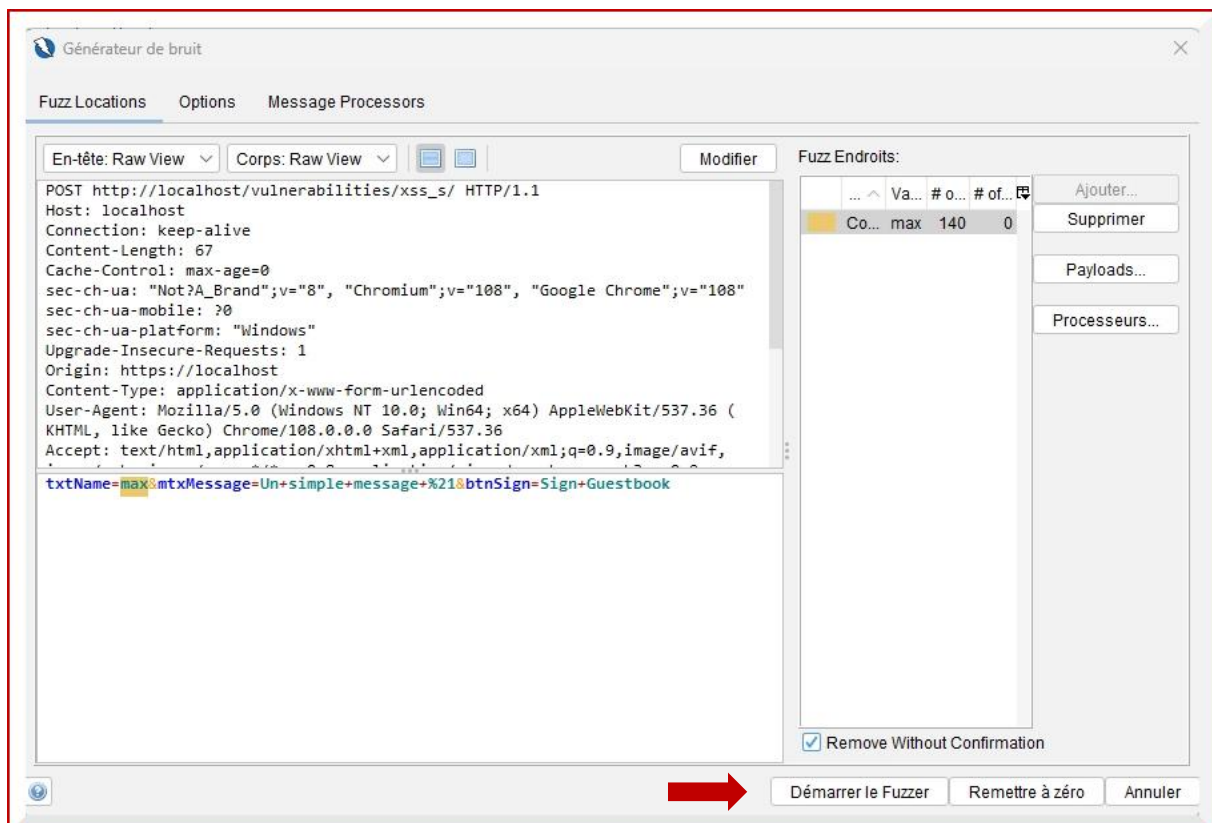 Générateur de bruit
Fuzz Locations Options Message Processors
En-tête: Raw View Corps: Raw View Modifier
Fuzz Endroits:
POST http://localhost/vulnerabilities/xss_s/ HTTP/1.1
Host: localhost
Connection: keep-alive
Content-Length: 67
Cache-Control: max-age=0
sec-ch-ua: "Not?A_Brand";v="8", "Chromium";v="108", "Google Chrome";v="108"
sec-ch-ua-mobile: ?0
sec-ch-ua-platform: "Windows"
Upgrade-Insecure-Requests: 1
Origin: https://localhost
Content-Type: application/x-www-form-urlencoded
User-Agent: Mozilla/5.0 (Windows NT 10.0; Win64; x64) AppleWebKit/537.36 (
KHTML, like Gecko) Chrome/108.0.0.0 Safari/537.36
Accept: text/html,application/xhtml+xml,application/xml;q=0.9,image/avif,
txtName=max&mtxMessage=Un+simple+message+%21&btnSign=Sign+Guestbook
... Va... # o... # of...
Co... max 140 0
Ajouter...
Supprimer
Payloads...
Processeurs...
Remove Without Confirmation
Démarrer le Fuzzer Remettre à zéro Annuler